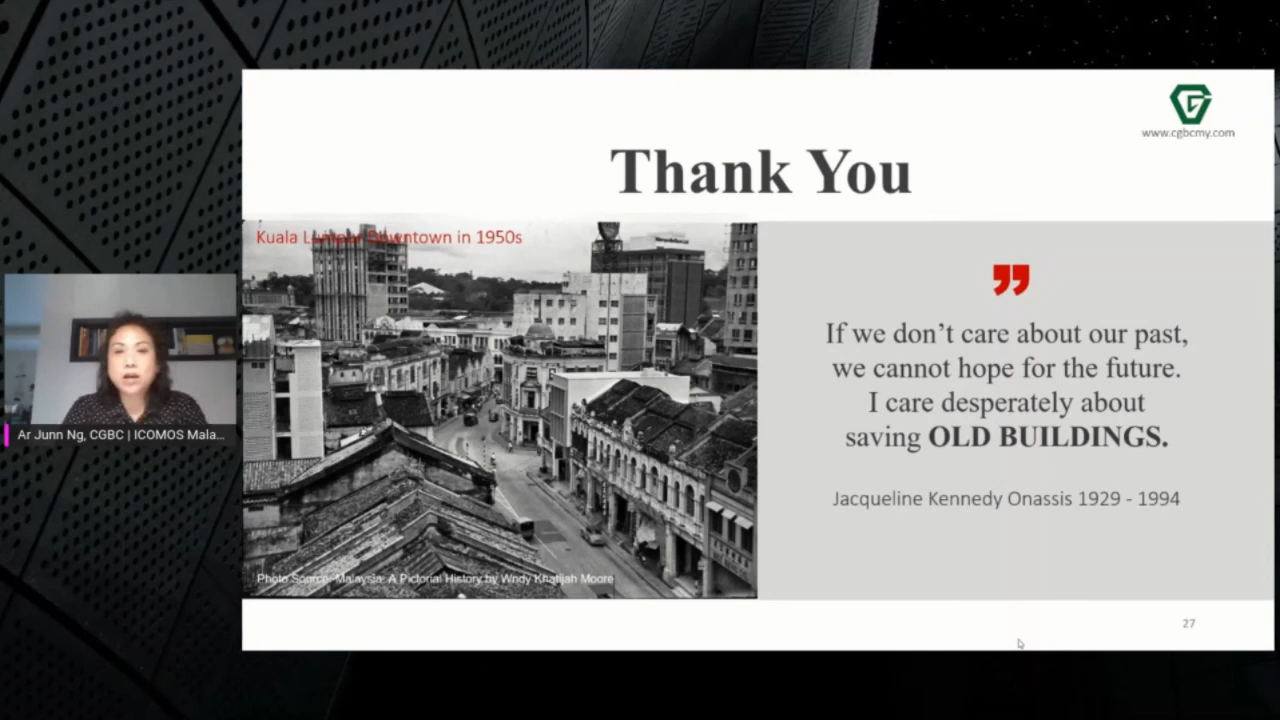 www.cgbcmy.com
Thank You
Kuala Lumpur Downtown in 1950s
Photo Source: Malaysia: A Pictorial History by Wndy Khatijah Moore
”
If we don’t care about our past,
we cannot hope for the future.
I care desperately about
saving OLD BUILDINGS.
Jacqueline Kennedy Onassis 1929 - 1994
27
Ar Junn Ng, CGBC | ICOMOS Mala...